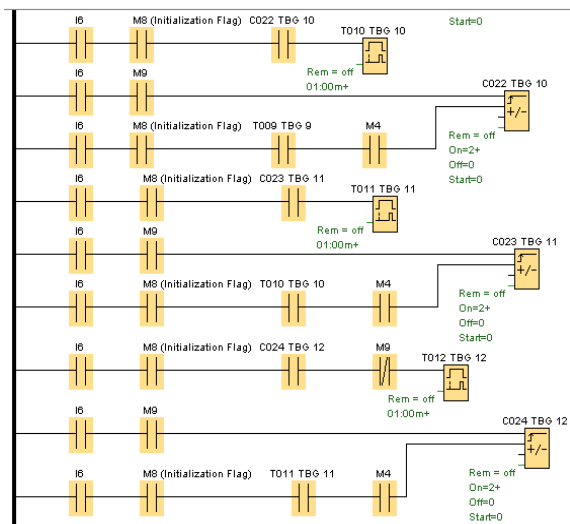 I6 M8 (Initialization Flag) C022 TBG 10 Start=0
T010 TBG 10
Rem = off
01:00m+
I6 M9
C022 TBG 10
+/-
I6 M8 (Initialization Flag) T009 TBG 9 M4
Rem = off
On=2+
Off=0
Start=0
I6 M8 (Initialization Flag) C023 TBG 11
T011 TBG 11
Rem = off
01:00m+
I6 M9
C023 TBG 11
+/-
I6 M8 (Initialization Flag) T010 TBG 10 M4
Rem = off
On=2+
Off=0
Start=0
I6 M8 (Initialization Flag) C024 TBG 12 M9
T012 TBG 12
Rem = off
01:00m+
I6 M9
C024 TBG 12
+/-
I6 M8 (Initialization Flag) T011 TBG 11 M4
Rem = off
On=2+
Off=0
Start=0